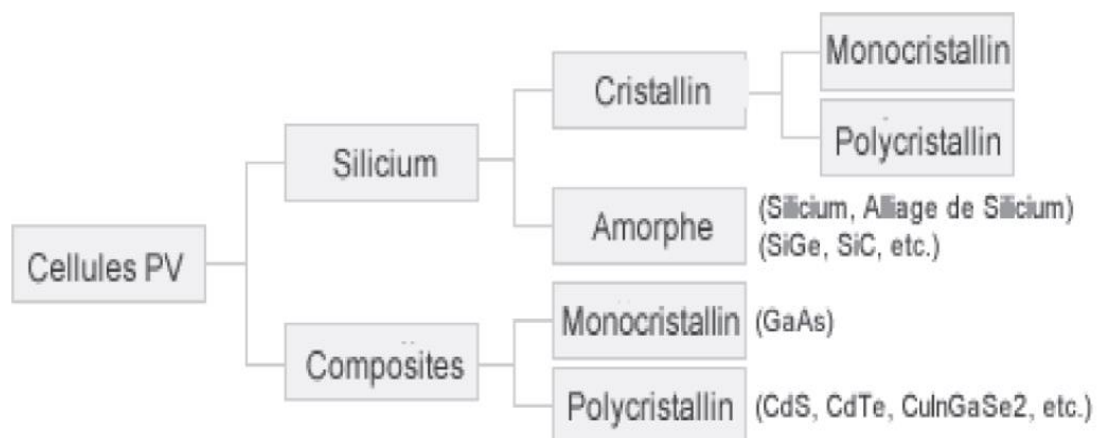 Cellules PV
Silicium
Cristallin
Monocristallin
Polycristallin
Amorphe
(Silicium, Alliage de Silicium)
(SiGe, SiC, etc.)
Composites
Monocristallin (GaAs)
Polycristallin (CdS, CdTe, CuInGaSe2, etc.)